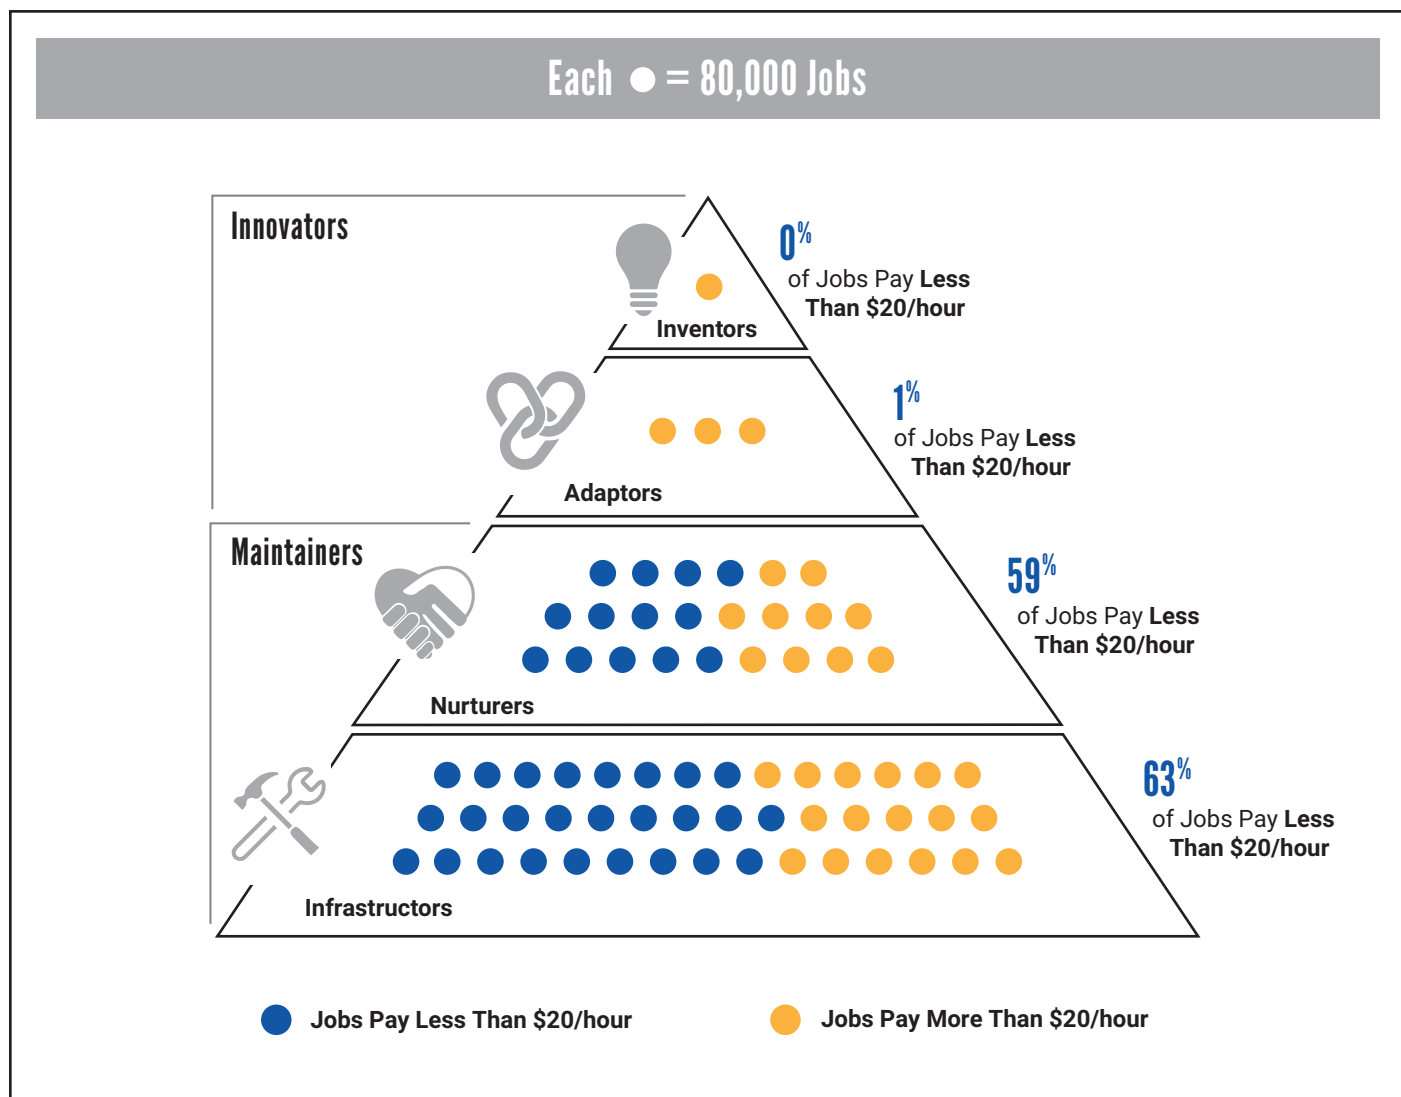 Each = 80,000 Jobs
Innovators
0%
of Jobs Pay Less
Than $20/hour
Inventors
1%
of Jobs Pay Less
Than $20/hour
Adaptors
Maintainers
59%
of Jobs Pay Less
Than $20/hour
Nurturers
63%
of Jobs Pay Less
Than $20/hour
Infrastructors
Jobs Pay Less Than $20/hour
Jobs Pay More Than $20/hour